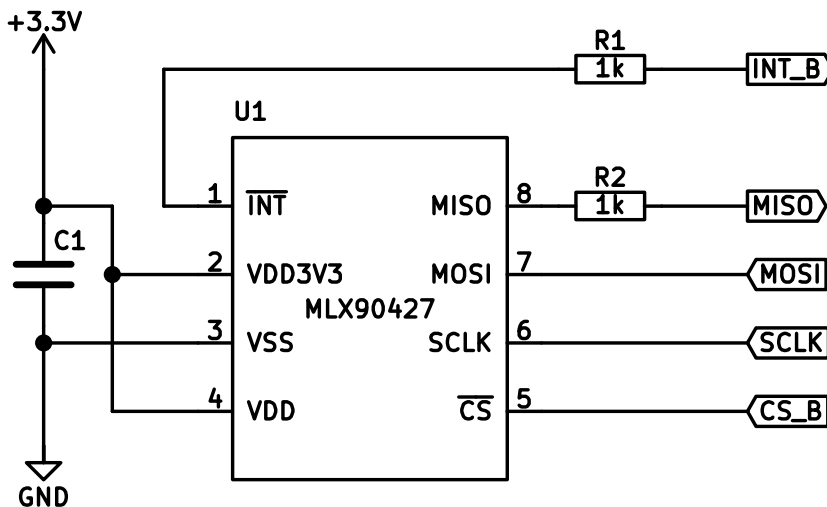 +3.3V
R1
1k
INT_B
U1
1
INT
MISO
8
R2
1k
MISO
C1
2
VDD3V3
MOSI
7
MOSI
MLX90427
3
VSS
SCLK
6
SCLK
4
VDD
CS
5
CS_B
GND